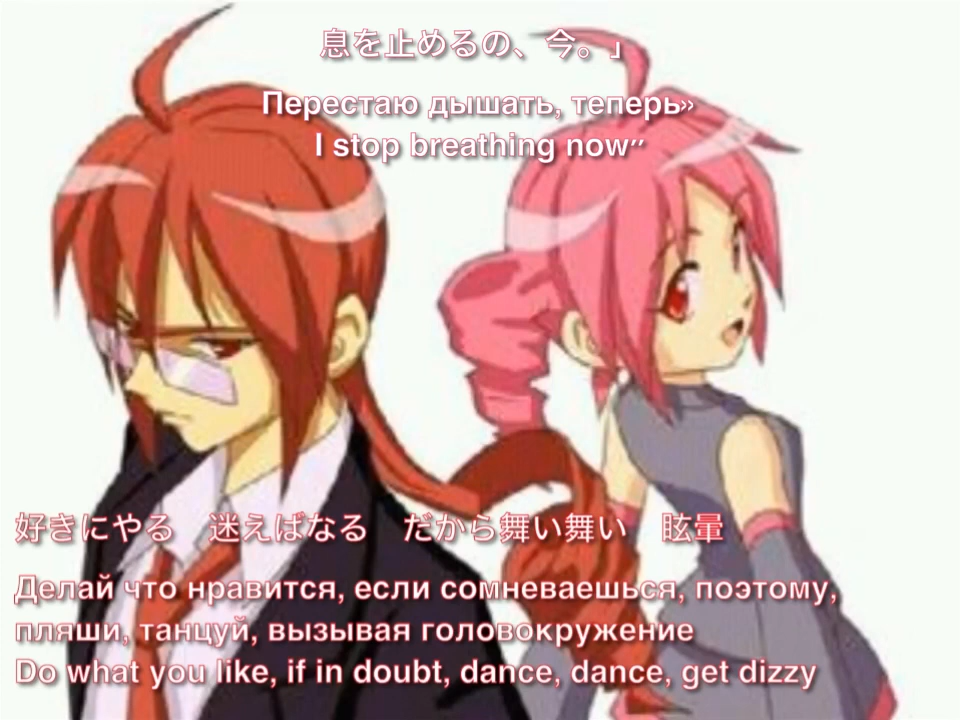 息を止めるの、今。」
Перестаю дышать, теперь»
I stop breathing now”
好きにやる　迷えばなる　だから舞い舞い　眩暈
Делай что нравится, если сомневаешься, поэтому,
пляши, танцуй, вызывая головокружение
Do what you like, if in doubt, dance, dance, get dizzy